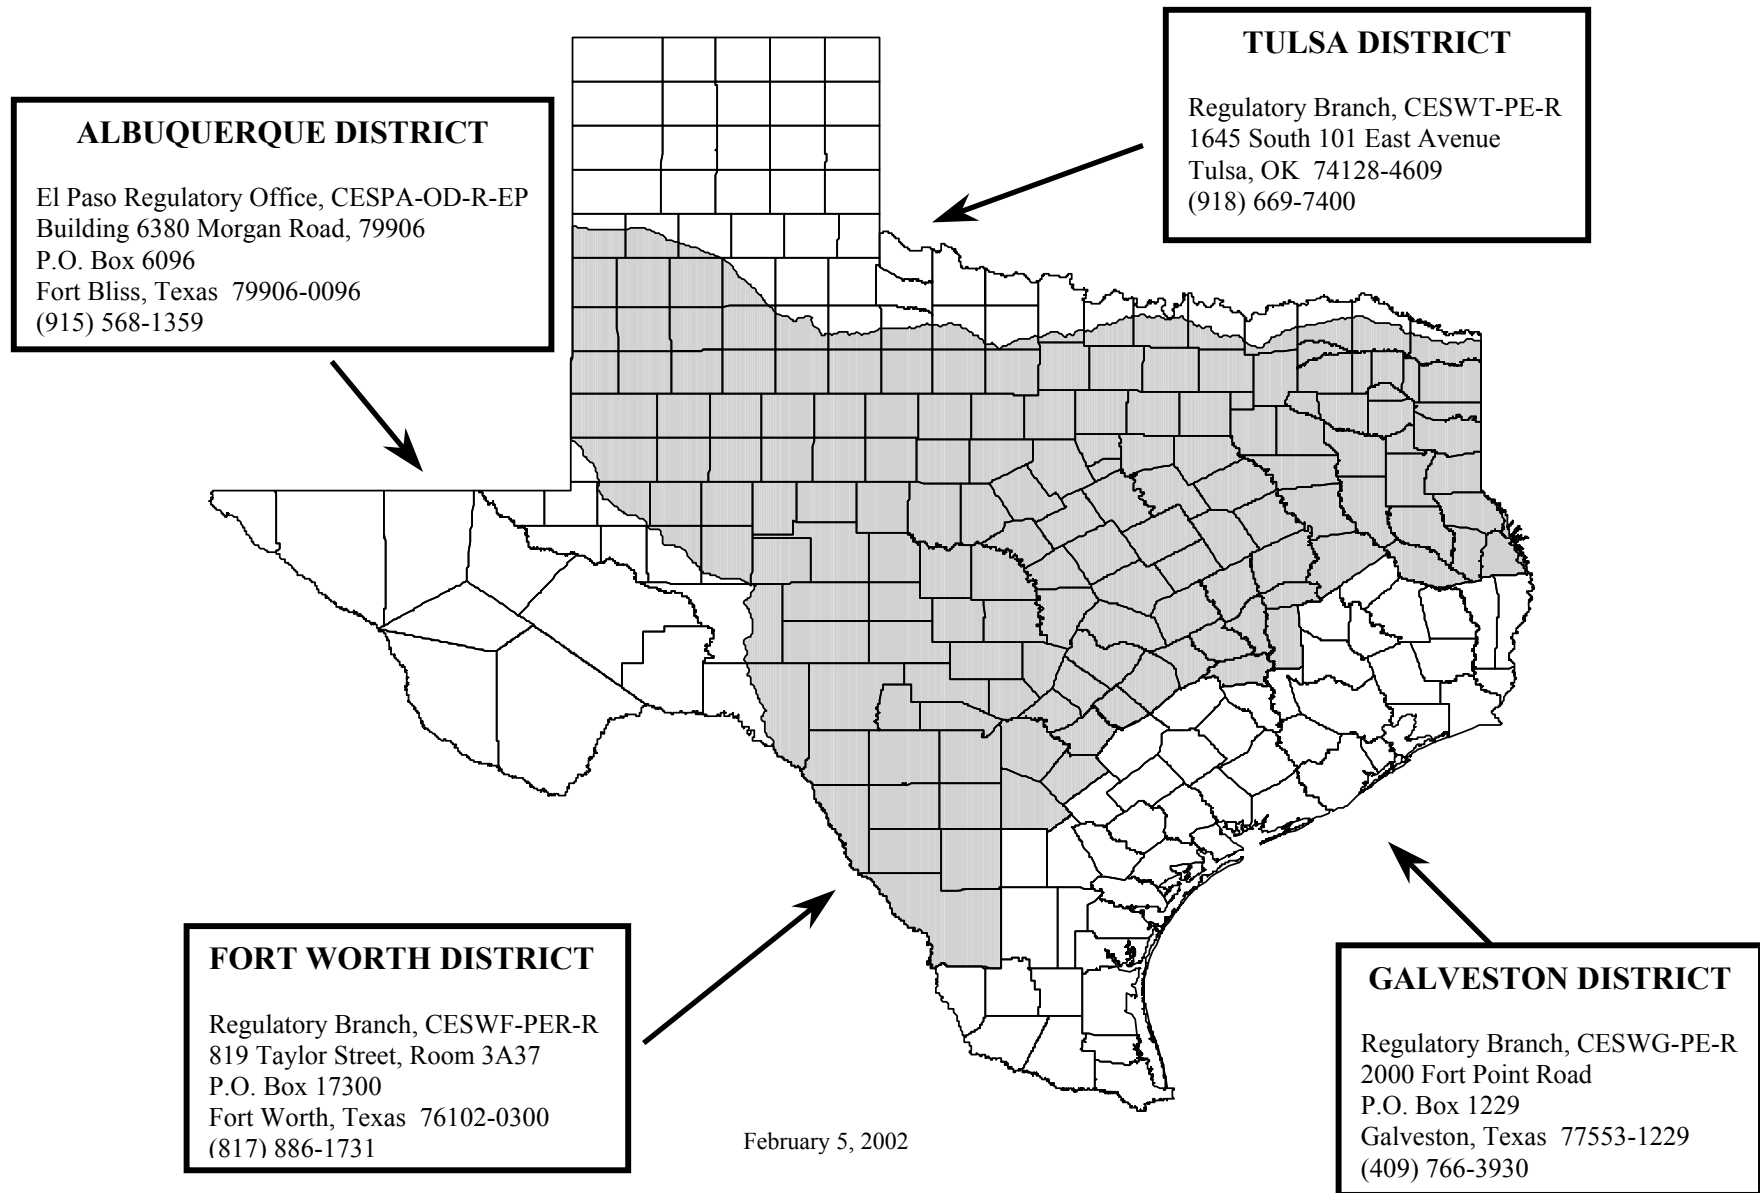 TULSA DISTRICT
Regulatory Branch, CESWT-PE-R
1645 South 101 East Avenue
Tulsa, OK  74128-4609
(918) 669-7400
ALBUQUERQUE DISTRICT
El Paso Regulatory Office, CESPA-OD-R-EP
Building 6380 Morgan Road, 79906
P.O. Box 6096
Fort Bliss, Texas  79906-0096
(915) 568-1359
FORT WORTH DISTRICT
Regulatory Branch, CESWF-PER-R
819 Taylor Street, Room 3A37
P.O. Box 17300
Fort Worth, Texas  76102-0300
(817) 886-1731
February 5, 2002
GALVESTON DISTRICT
Regulatory Branch, CESWG-PE-R
2000 Fort Point Road
P.O. Box 1229
Galveston, Texas  77553-1229
(409) 766-3930